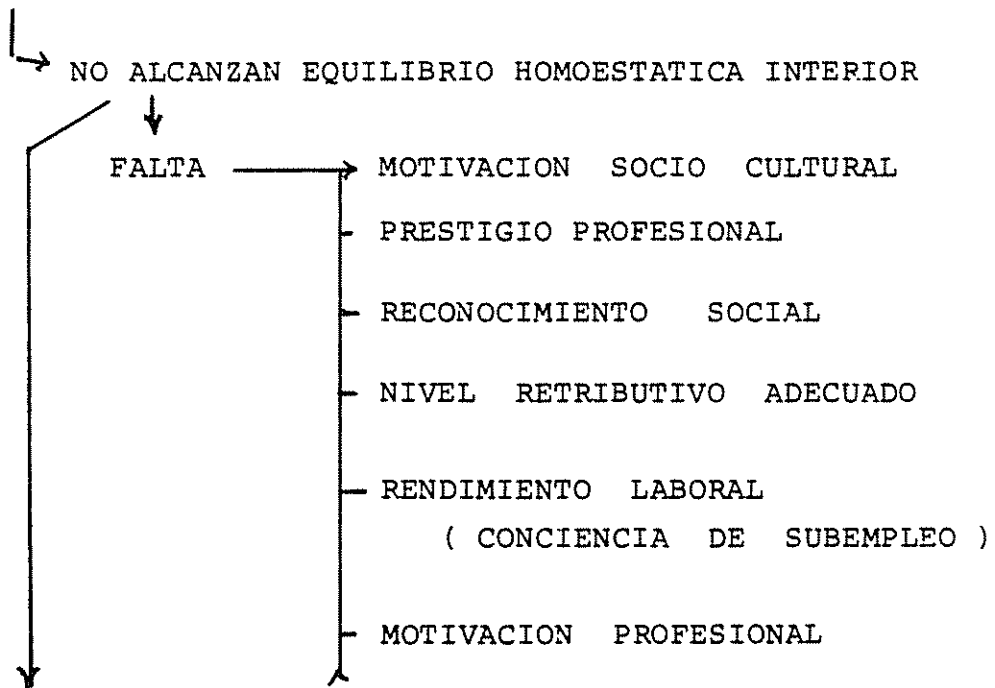 NO ALCANZAN EQUILIBRIO HOMOESTATICA INTERIOR
FALTA MOTIVACION SOCIO CULTURAL
PRESTIGIO PROFESIONAL
RECONOCIMIENTO SOCIAL
NIVEL RETRIBUTIVO ADECUADO
RENDIMIENTO LABORAL
( CONCIENCIA DE SUBEMPLEO )
MOTIVACION PROFESIONAL